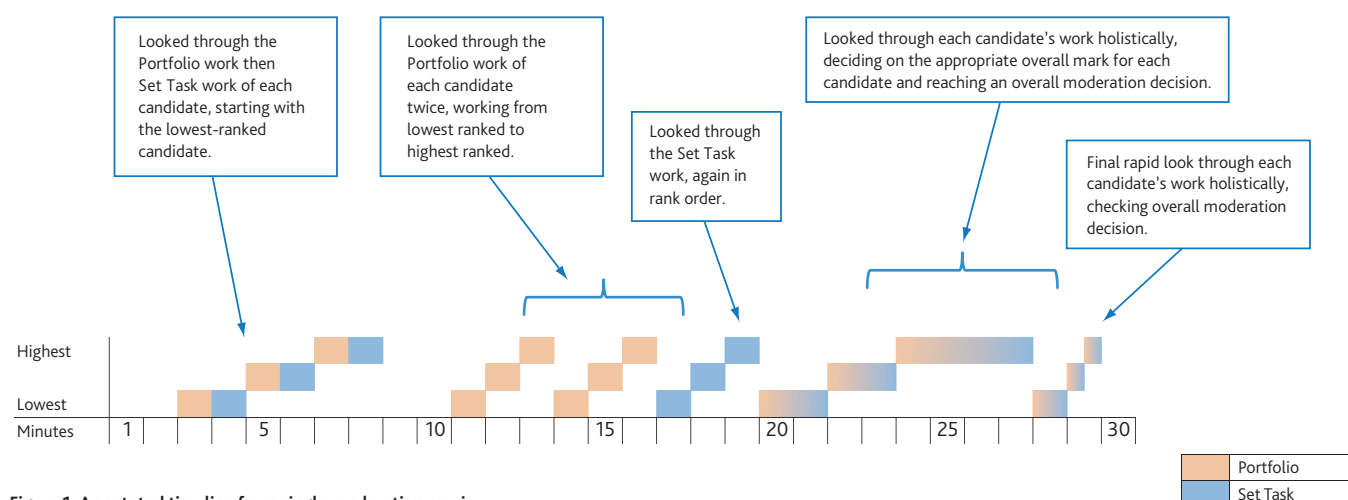 Looked through the
Portfolio work then
Set Task work of each
candidate, starting with
the lowest-ranked
candidate.
Looked through the
Portfolio work of
each candidate
twice, working from
lowest ranked to
highest ranked.
Looked through
the Set Task
work, again in
rank order.
Looked through each candidate's work holistically,
deciding on the appropriate overall mark for each
candidate and reaching an overall moderation decision.
Final rapid look through each
candidate's work holistically,
checking overall moderation
decision.
Highest
Lowest
Minutes 1 5 10 15 20 25 30
Portfolio
Set Task